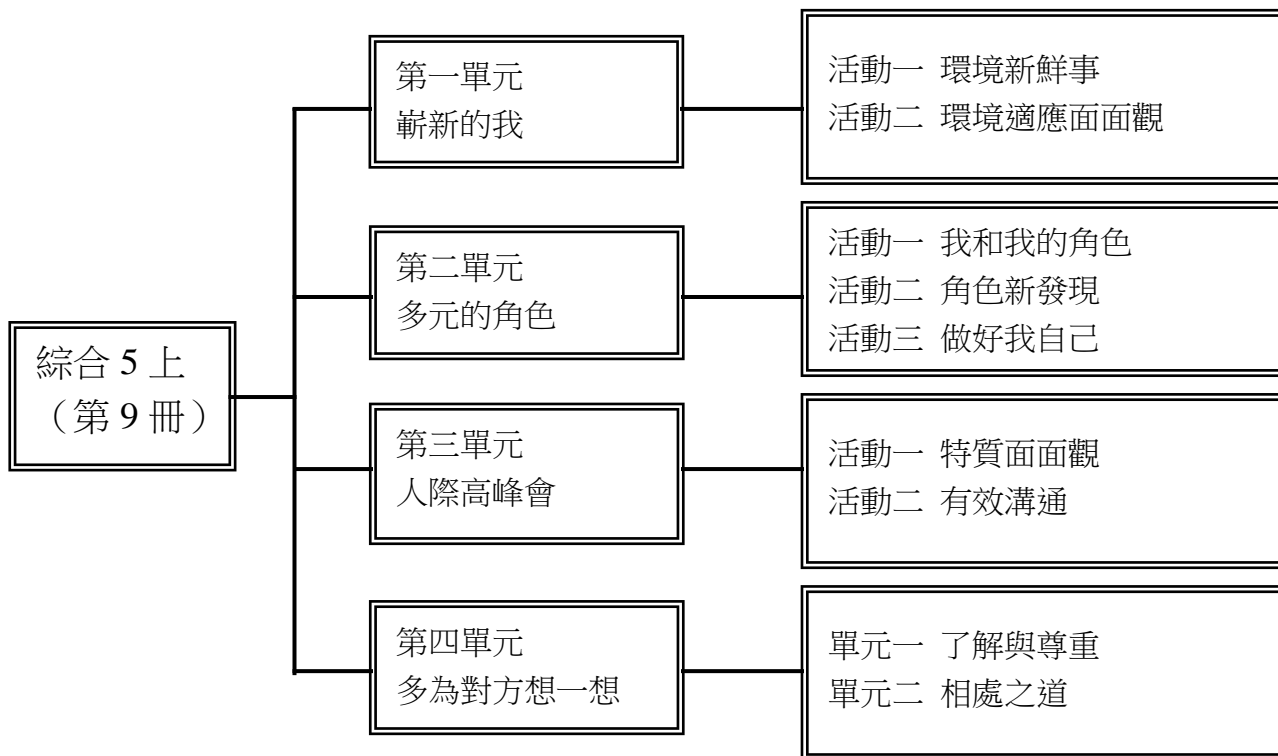 綜合 5 上
（第 9 冊）
第一單元
嶄新的我
活動一 環境新鮮事
活動二 環境適應面面觀
第二單元
多元的角色
活動一 我和我的角色
活動二 角色新發現
活動三 做好我自己
第三單元
人際高峰會
活動一 特質面面觀
活動二 有效溝通
第四單元
多為對方想一想
單元一 了解與尊重
單元二 相處之道